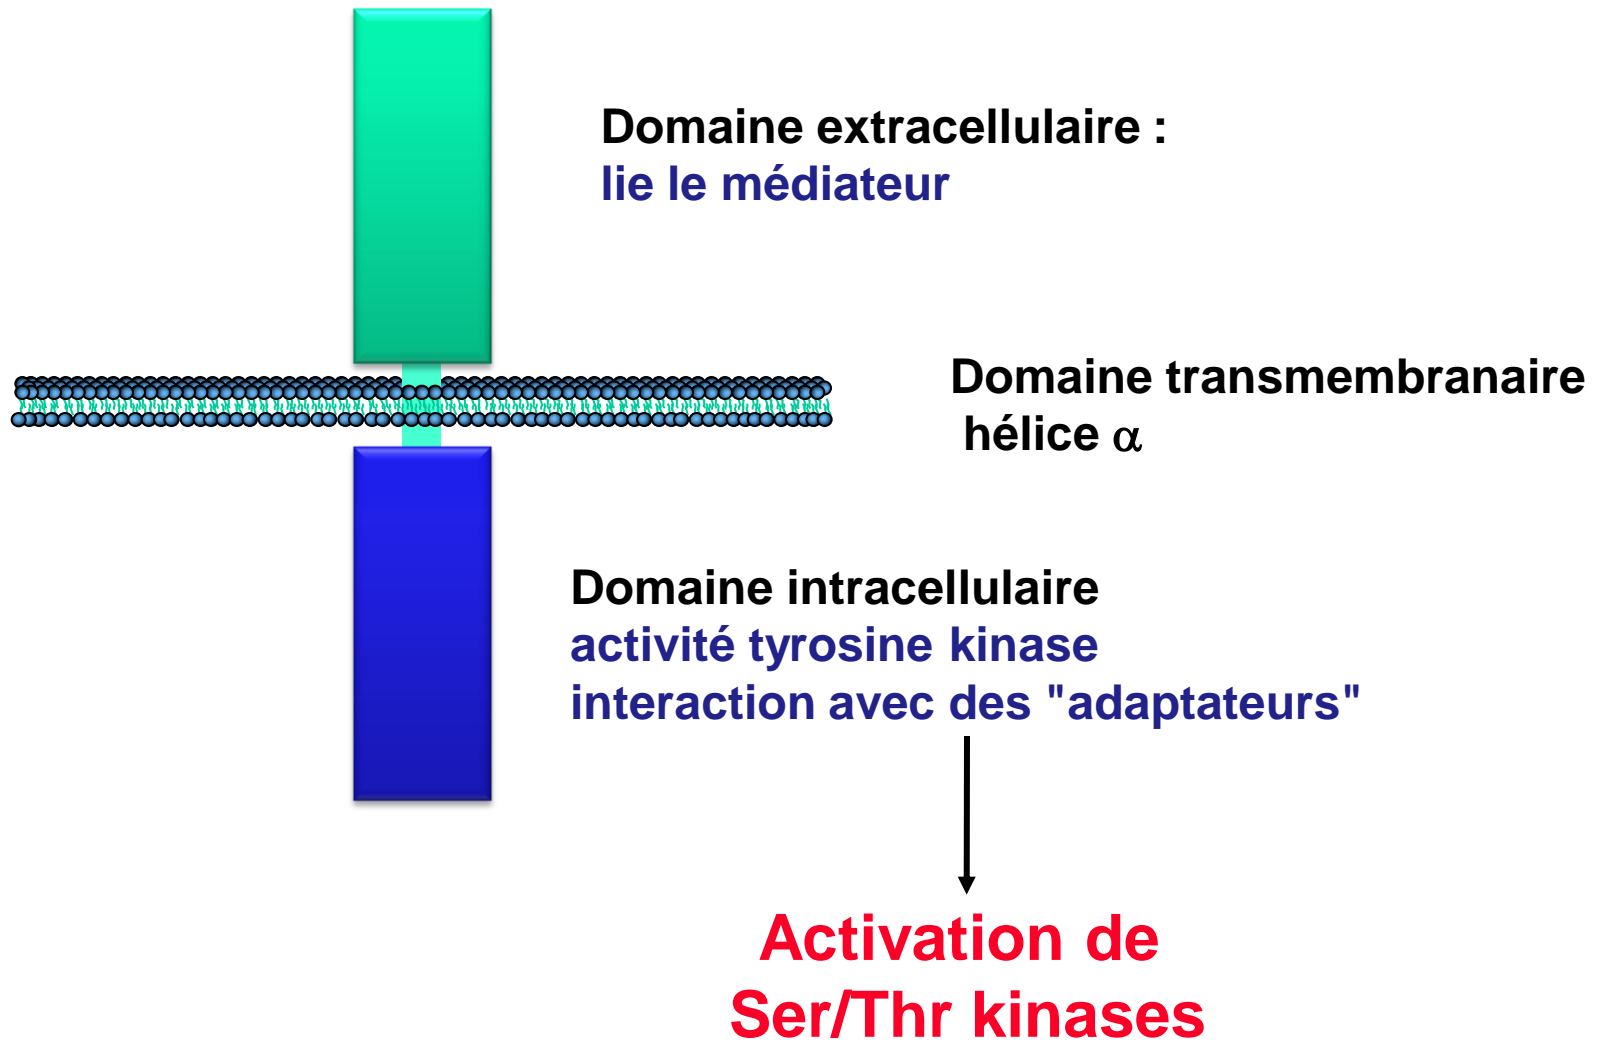 Domaine extracellulaire :
lie le médiateur
Domaine transmembranaire
hélice α
Domaine intracellulaire
activité tyrosine kinase
interaction avec des "adaptateurs"
Activation de
Ser/Thr kinases